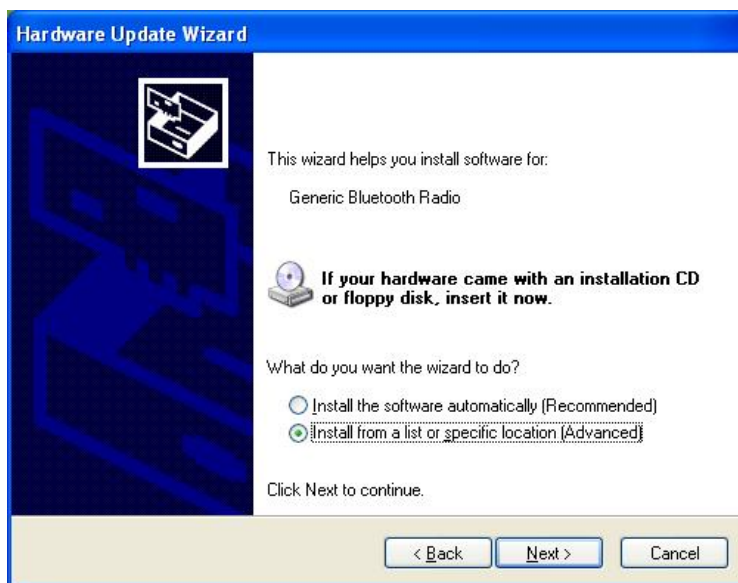 Hardware Update Wizard
This wizard helps you install software for:
Generic Bluetooth Radio
If your hardware came with an installation CD
or floppy disk, insert it now.
What do you want the wizard to do?
Install the software automatically (Recommended)
Install from a list or specific location (Advanced)
Click Next to continue.
< Back Next > Cancel